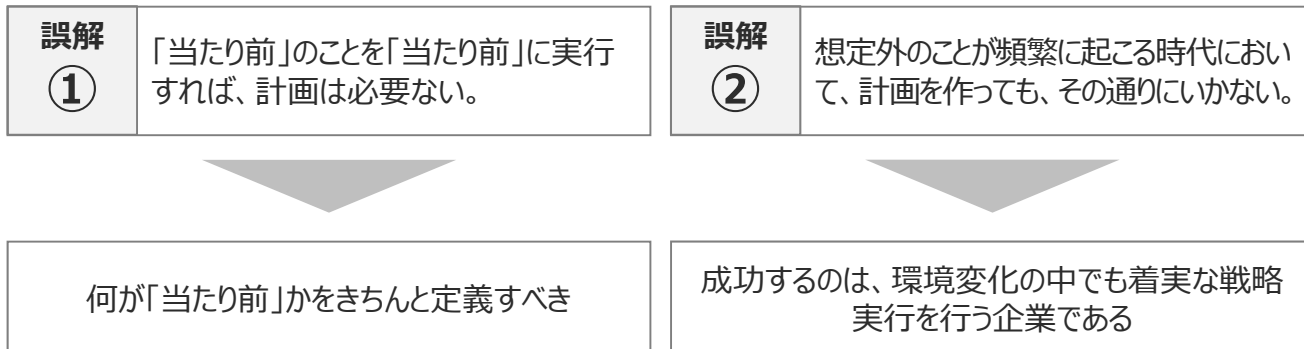 誤解
①
「当たり前」のことを「当たり前」に実行
すれば、計画は必要ない。
誤解
②
想定外のことが頻繁に起こる時代におい
て、計画を作っても、その通りにいかない。
何が「当たり前」かをきちんと定義すべき
成功するのは、環境変化の中でも着実な戦略
実行を行う企業である